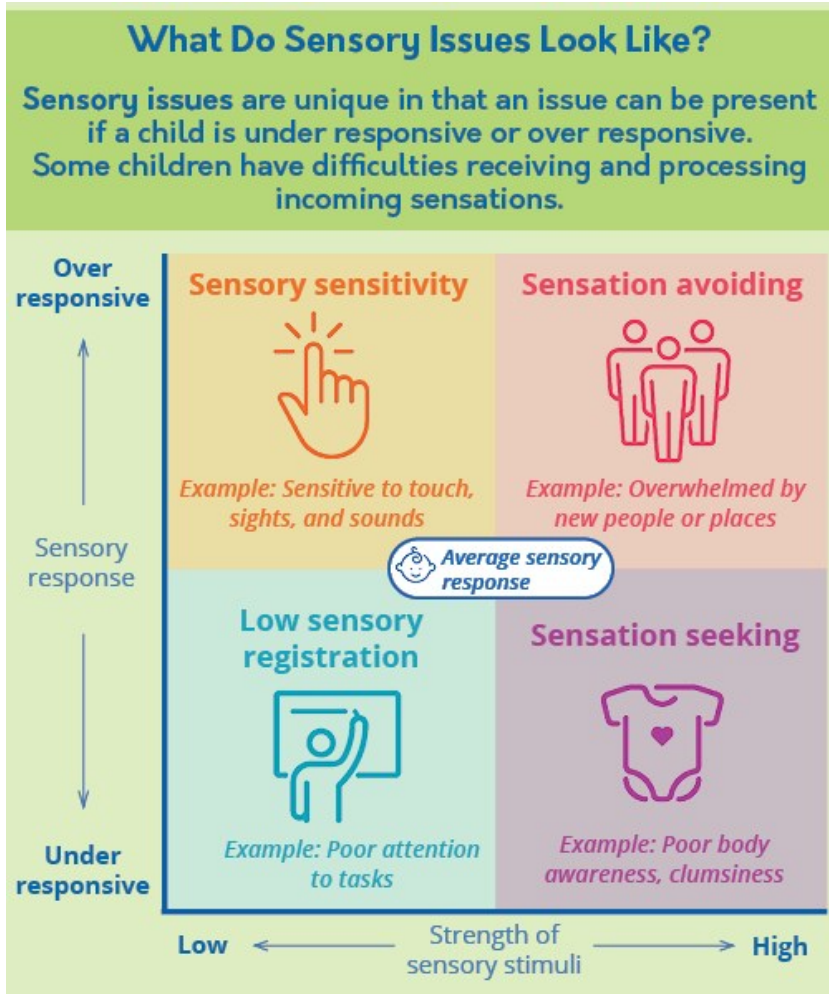 What Do Sensory Issues Look Like?
Sensory issues are unique in that an issue can be present
if a child is under responsive or over responsive.
Some children have difficulties receiving and processing
incoming sensations.
Over
responsive
Sensory
response
Under
responsive
Sensory sensitivity
Example: Sensitive to touch,
sights, and sounds
Sensation avoiding
Example: Overwhelmed by
new people or places
Average sensory
response
Low sensory
registration
Example: Poor attention
to tasks
Sensation seeking
Example: Poor body
awareness, clumsiness
Low
Strength of
sensory stimuli
High